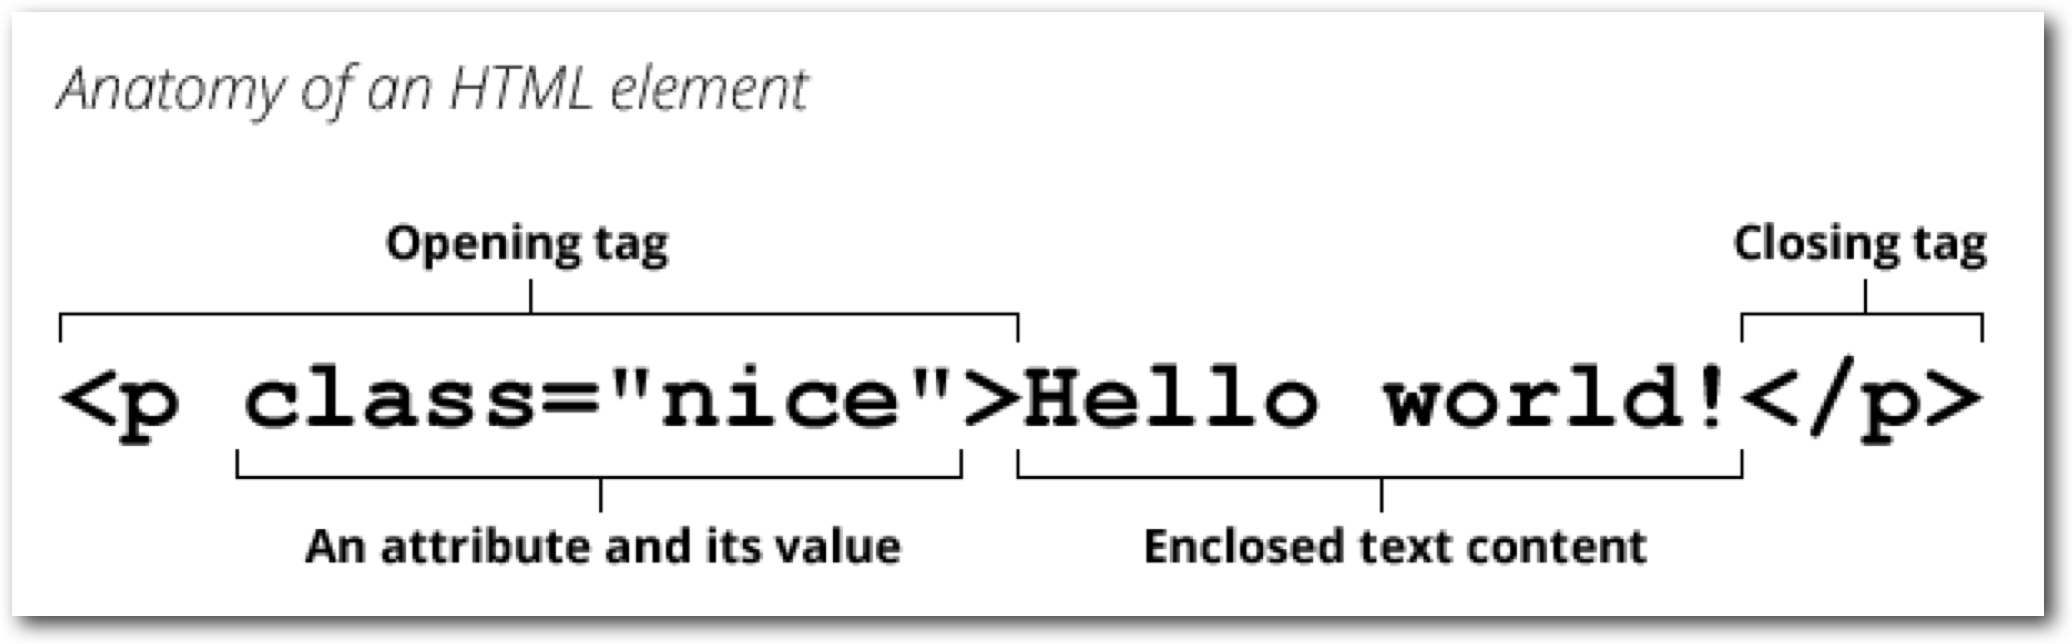 Anatomy of an HTML element
Opening tag
Closing tag
<p class="nice">Hello world!</p>
An attribute and its value
Enclosed text content